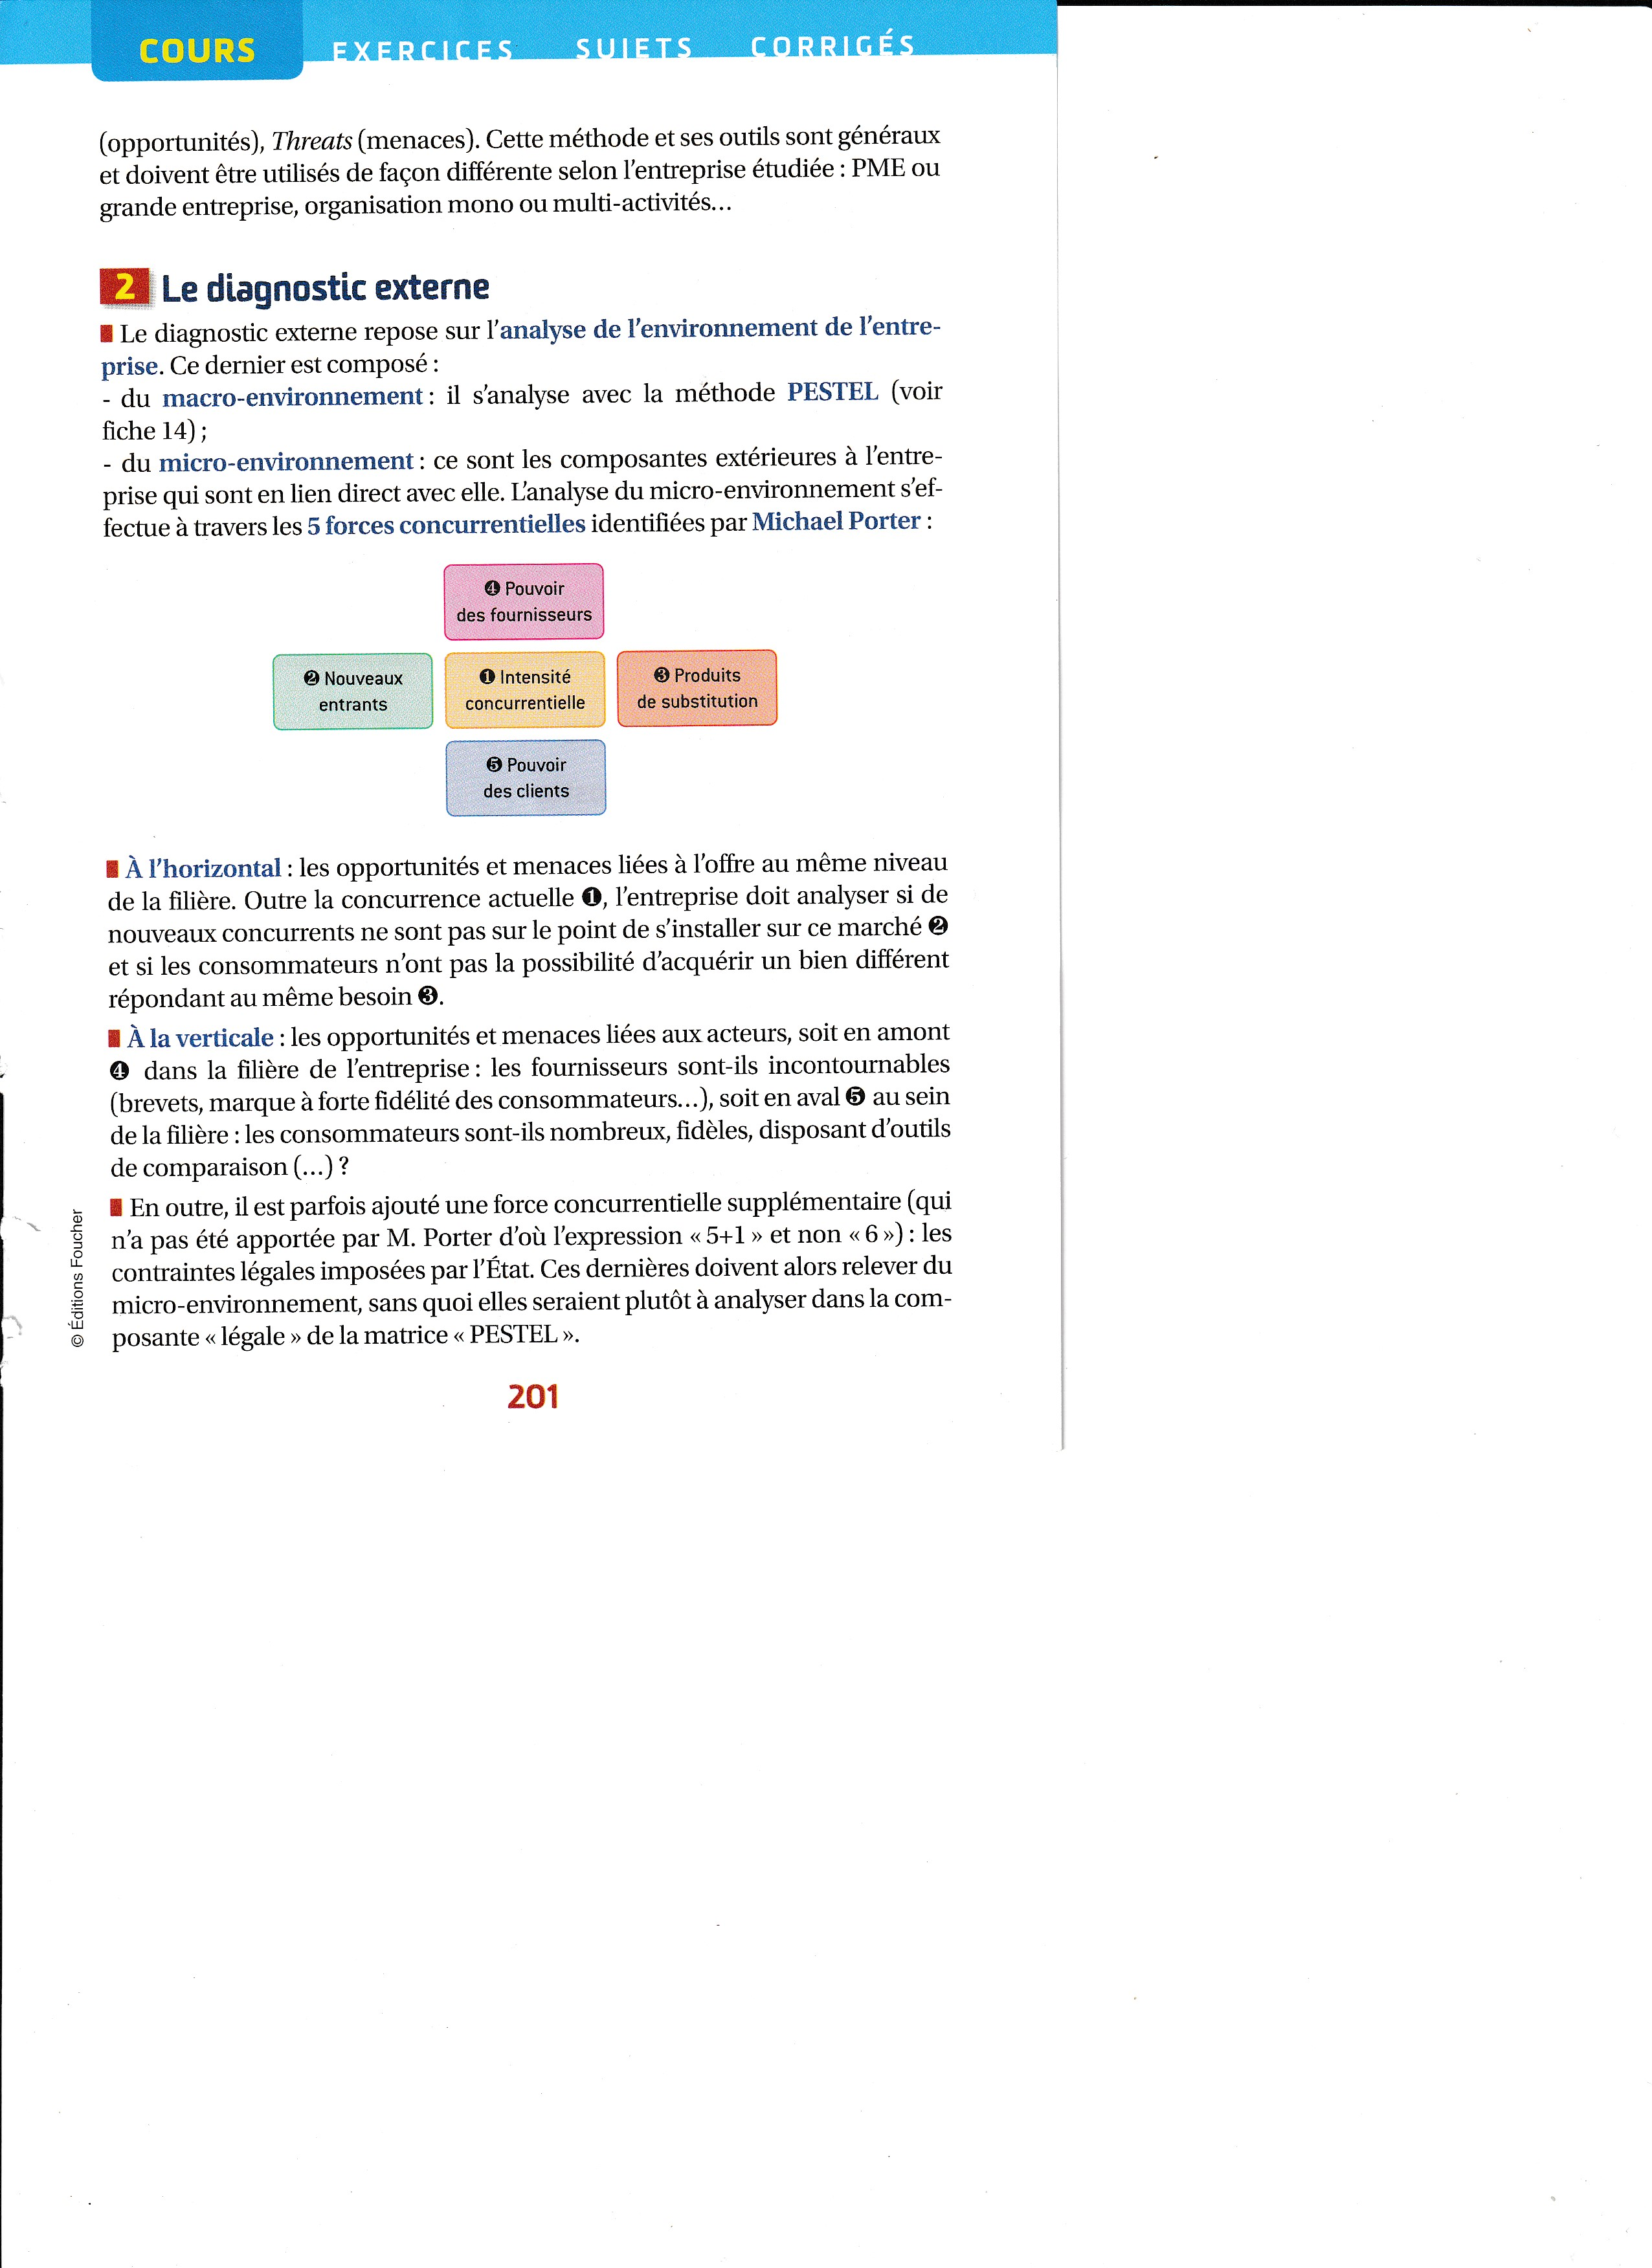 COURS EXERCICES SUJETS CORRIGÉS
(opportunités), Threats (menaces). Cette méthode et ses outils sont généraux
et doivent être utilisés de façon différente selon l'entreprise étudiée : PME ou
grande entreprise, organisation mono ou multi-activités...
2 Le diagnostic externe
Le diagnostic externe repose sur l'analyse de l'environnement de l'entre-
prise. Ce dernier est composé :
- du macro-environnement : il s'analyse avec la méthode PESTEL (voir
fiche 14) ;
- du micro-environnement : ce sont les composantes extérieures à l'entre-
prise qui sont en lien direct avec elle. L'analyse du micro-environnement s'ef-
fectue à travers les 5 forces concurrentielles identifiées par Michael Porter :
❹ Pouvoir
des fournisseurs
❷ Nouveaux
entrants
❶ Intensité
concurrentielle
❸ Produits
de substitution
❺ Pouvoir
des clients
À l'horizontal : les opportunités et menaces liées à l'offre au même niveau
de la filière. Outre la concurrence actuelle ❶, l'entreprise doit analyser si de
nouveaux concurrents ne sont pas sur le point de s'installer sur ce marché ❷
et si les consommateurs n'ont pas la possibilité d'acquérir un bien différent
répondant au même besoin ❸.
À la verticale : les opportunités et menaces liées aux acteurs, soit en amont
❹ dans la filière de l'entreprise : les fournisseurs sont-ils incontournables
(brevets, marque à forte fidélité des consommateurs...), soit en aval ❺ au sein
de la filière : les consommateurs sont-ils nombreux, fidèles, disposant d'outils
de comparaison (...) ?
En outre, il est parfois ajouté une force concurrentielle supplémentaire (qui
n'a pas été apportée par M. Porter d'où l'expression « 5+1 » et non « 6 ») : les
contraintes légales imposées par l'État. Ces dernières doivent alors relever du
micro-environnement, sans quoi elles seraient plutôt à analyser dans la com-
posante « légale » de la matrice « PESTEL ».
© Éditions Foucher
201